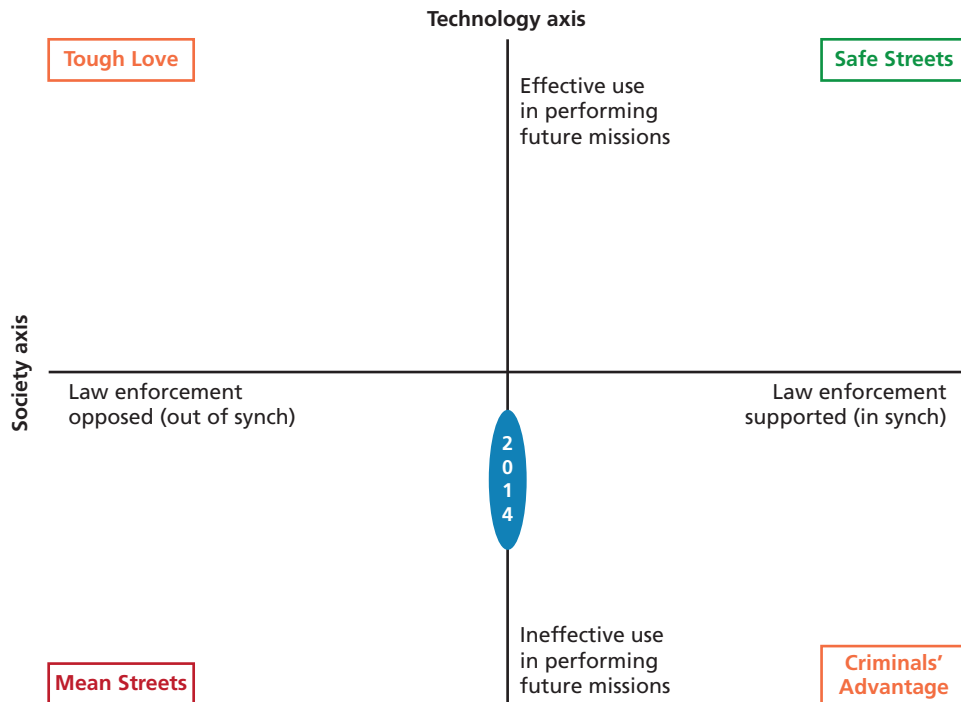 Technology axis
Tough Love
Safe Streets
Effective use
in performing
future missions
Society axis
Law enforcement
opposed (out of synch)
Law enforcement
supported (in synch)
2
0
1
4
Ineffective use
in performing
future missions
Mean Streets
Criminals’
Advantage